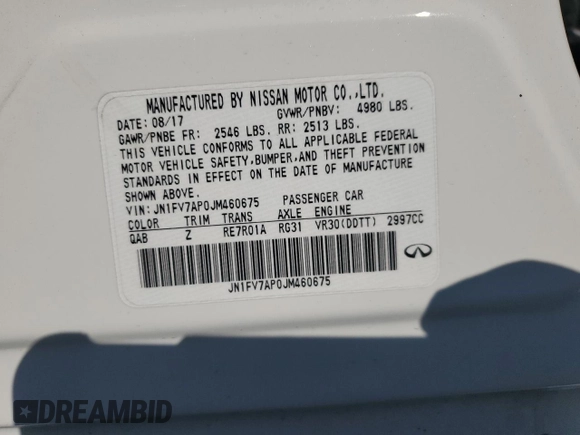 MANUFACTURED BY NISSAN MOTOR CO.,LTD.
DATE: 08/17 GVWR/PNBV: 4980 LBS.
GAWR/PNBE FR: 2546 LBS. RR: 2513 LBS.
THIS VEHICLE CONFORMS TO ALL APPLICABLE FEDERAL
MOTOR VEHICLE SAFETY,BUMPER,AND THEFT PREVENTION
STANDARDS IN EFFECT ON THE DATE OF MANUFACTURE
SHOWN ABOVE.
VIN: JN1FV7AP0JM460675 PASSENGER CAR
COLOR TRIM TRANS AXLE ENGINE
QAB Z RE7R01A RG31 VR30(DDTT) 2997CC
JN1FV7AP0JM460675
DREAMBID